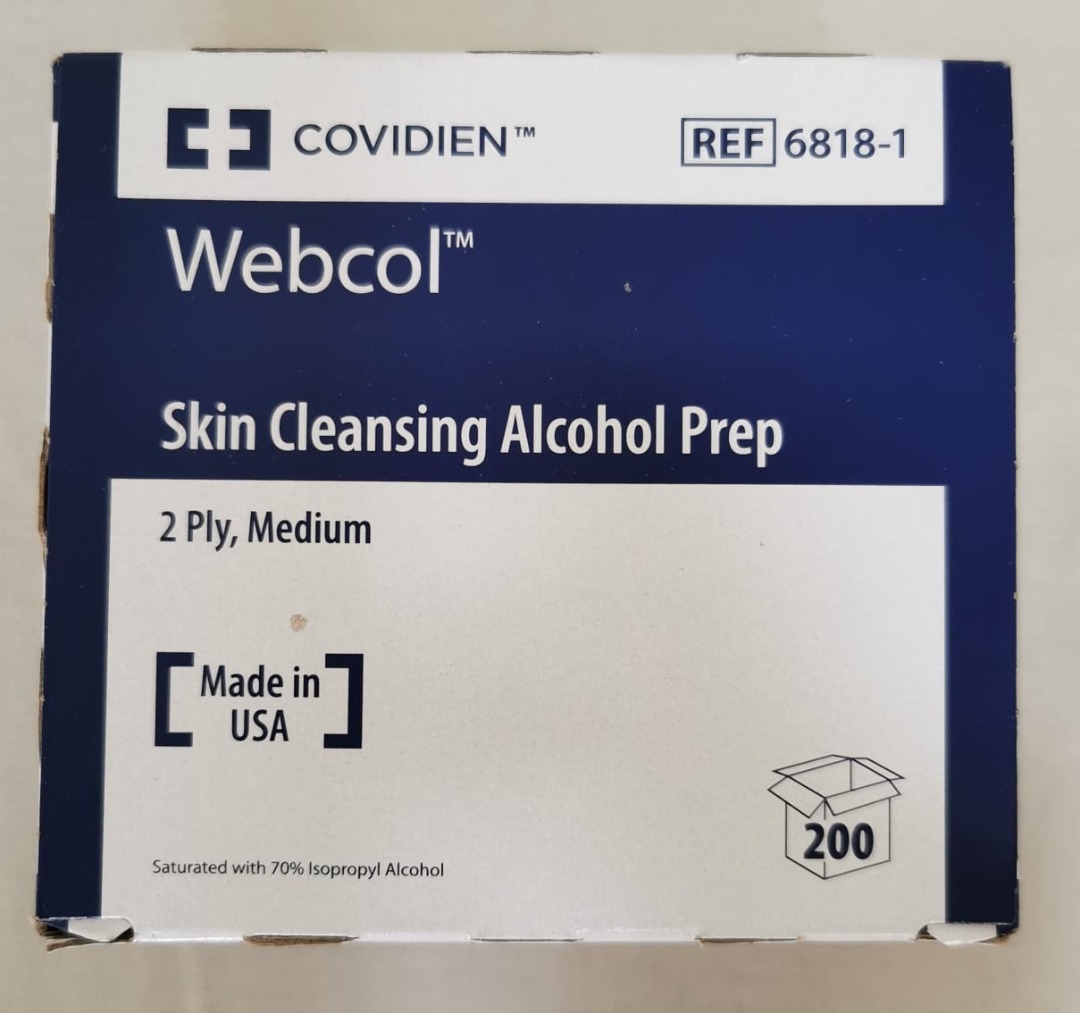 COVIDIEN™
REF 6818-1
Webcol™
Skin Cleansing Alcohol Prep
2 Ply, Medium
Made in
USA
200
Saturated with 70% Isopropyl Alcohol